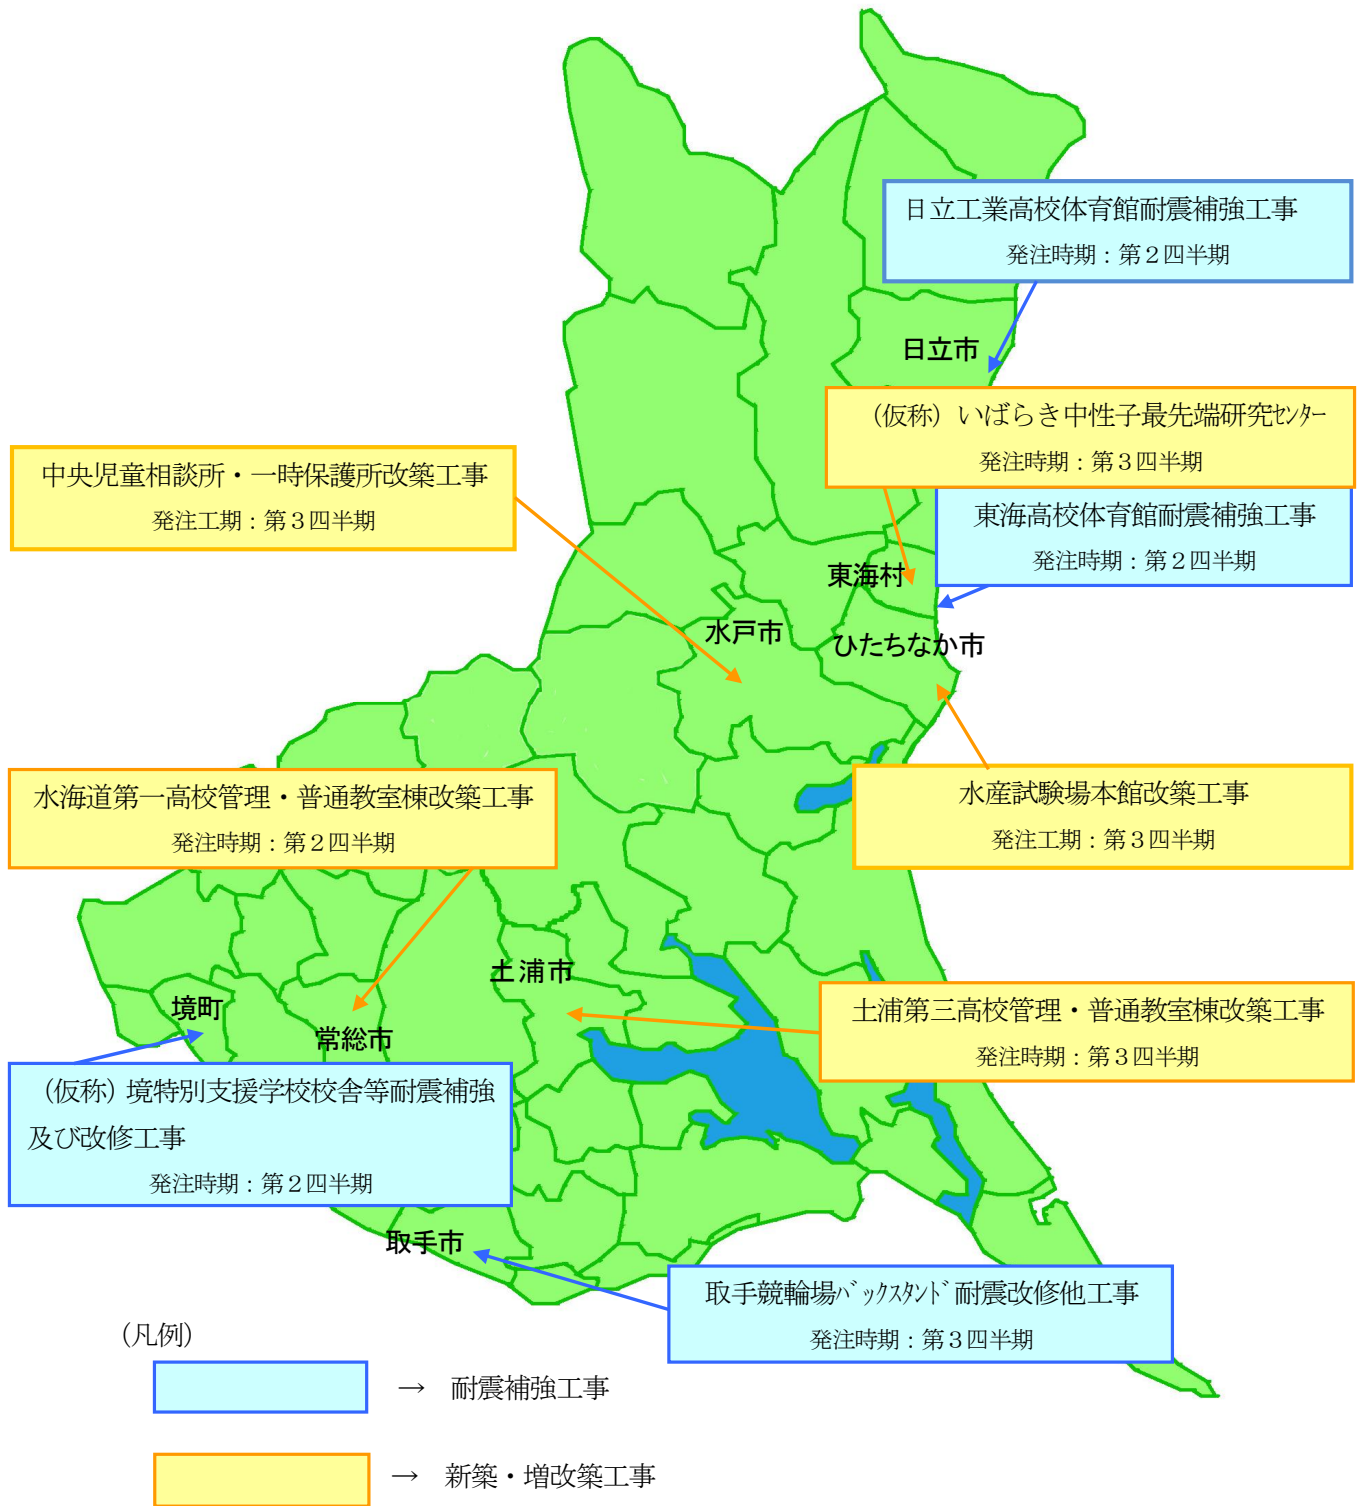 日立工業高校体育館耐震補強工事
発注時期：第２四半期
日立市
（仮称）いばらき中性子最先端研究ｾﾝﾀｰ
発注時期：第３四半期
中央児童相談所・一時保護所改築工事
発注工期：第３四半期
東海高校体育館耐震補強工事
発注時期：第２四半期
東海村
水戸市
ひたちなか市
水海道第一高校管理・普通教室棟改築工事
発注時期：第２四半期
水産試験場本館改築工事
発注工期：第３四半期
土浦市
境町
常総市
土浦第三高校管理・普通教室棟改築工事
発注時期：第３四半期
（仮称）境特別支援学校校舎等耐震補強
及び改修工事
発注時期：第２四半期
取手市
取手競輪場ﾊﾞｯｸｽﾀﾝﾄﾞ耐震改修他工事
発注時期：第３四半期
（凡例）
→ 耐震補強工事
→ 新築・増改築工事